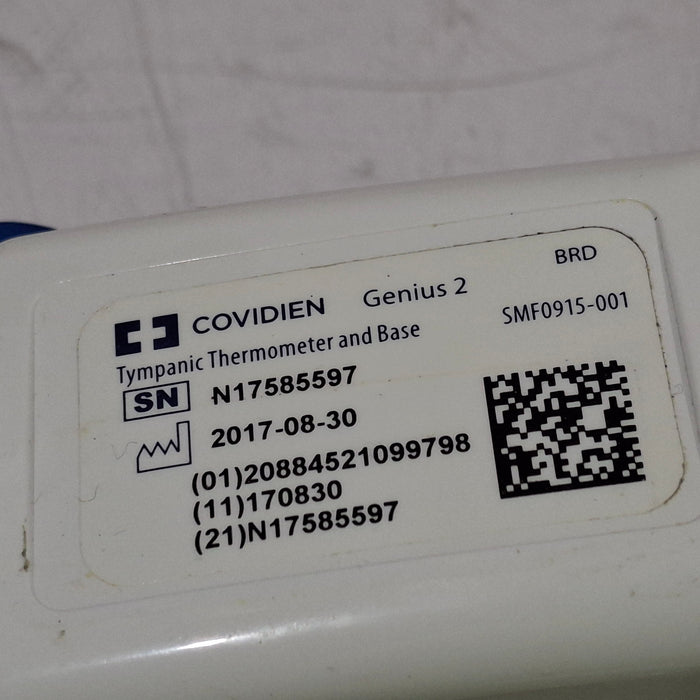 COVIDIEN Genius 2 BRD
Tympanic Thermometer and Base SMF0915-001
SN N17585597
2017-08-30
(01)20884521099798
(11)170830
(21)N17585597